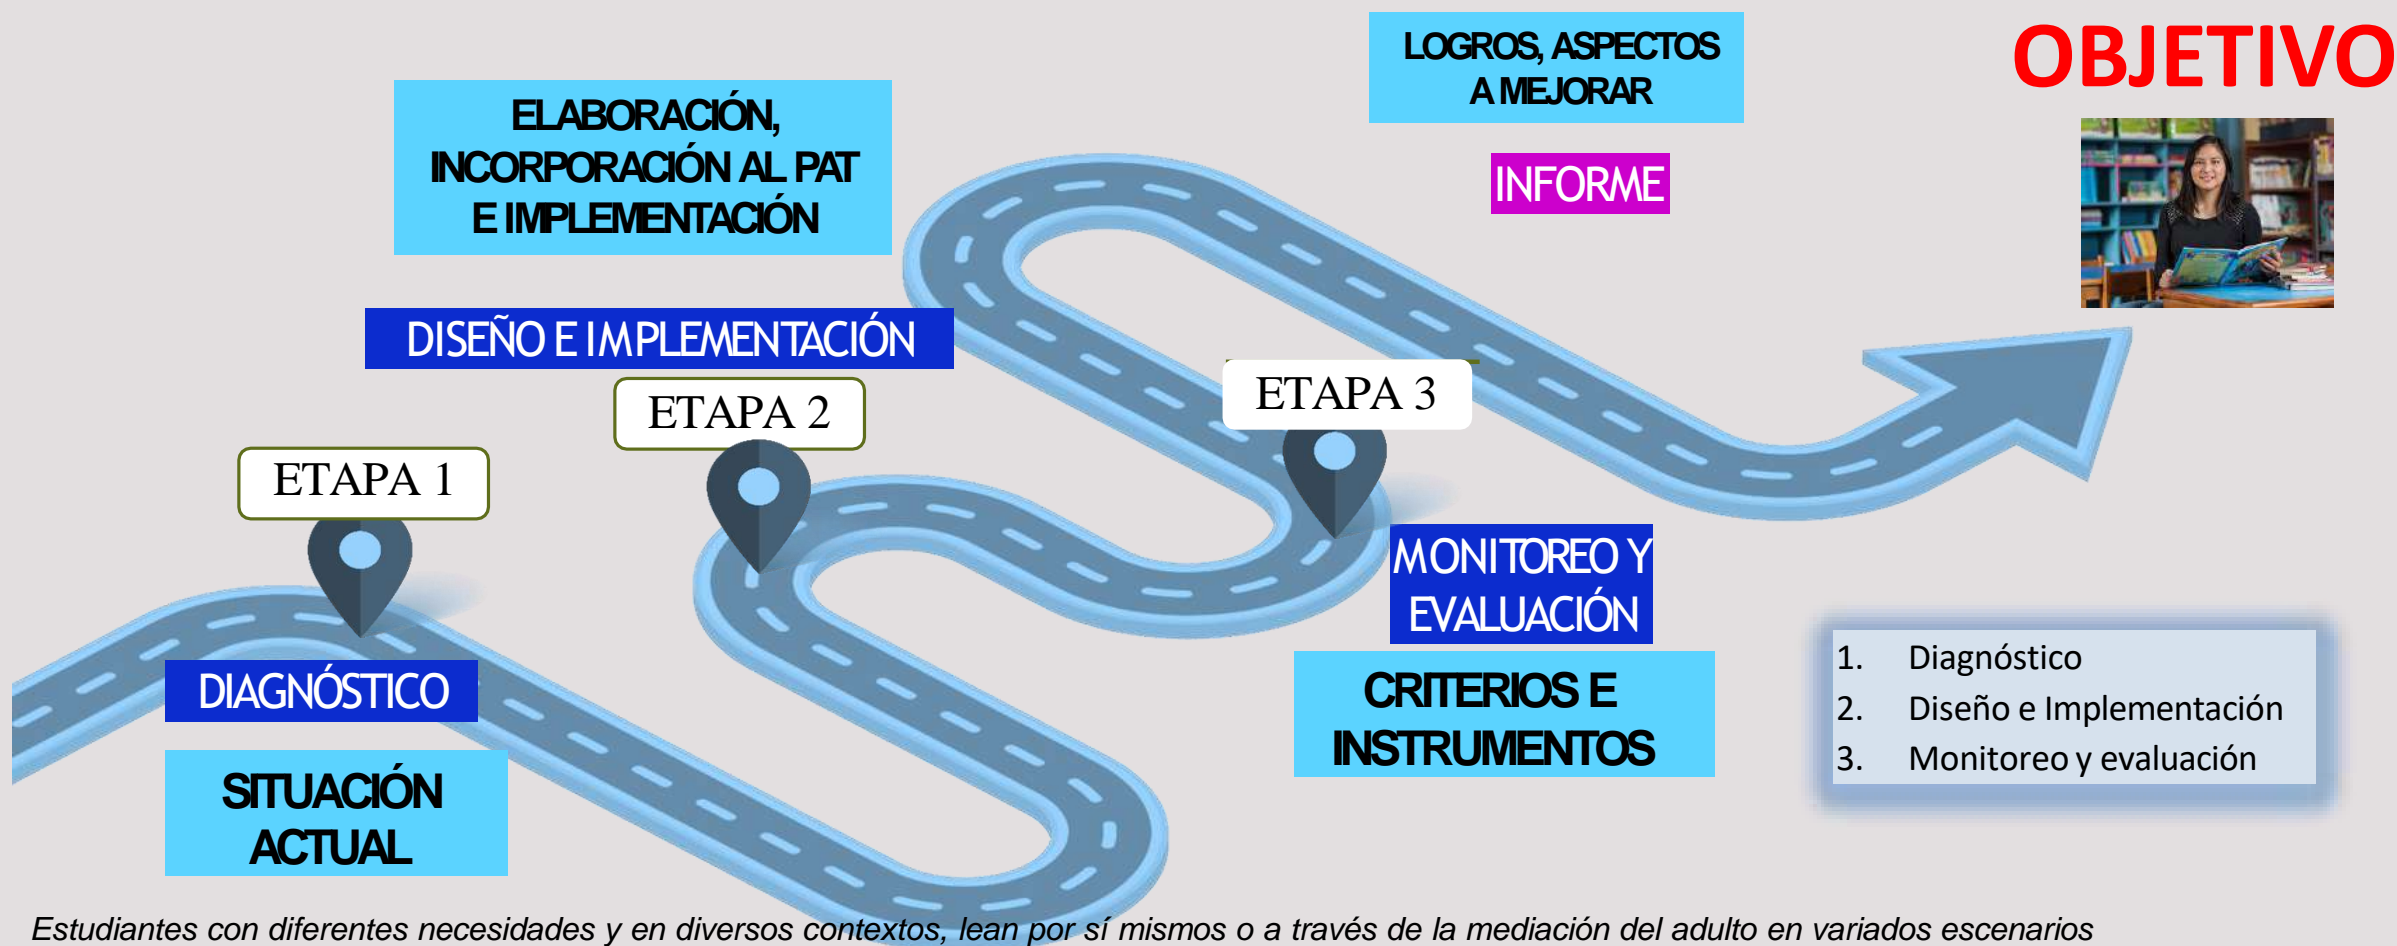 OBJETIVO
LOGROS, ASPECTOS
A MEJORAR
INFORME
ELABORACIÓN,
INCORPORACIÓN AL PAT
E IMPLEMENTACIÓN
DISEÑO E IMPLEMENTACIÓN
ETAPA 2
ETAPA 3
ETAPA 1
DIAGNÓSTICO
SITUACIÓN
ACTUAL
MONITOREO Y
EVALUACIÓN
CRITERIOS E
INSTRUMENTOS
1. Diagnóstico
2. Diseño e Implementación
3. Monitoreo y evaluación
Estudiantes con diferentes necesidades y en diversos contextos, lean por sí mismos o a través de la mediación del adulto en variados escenarios